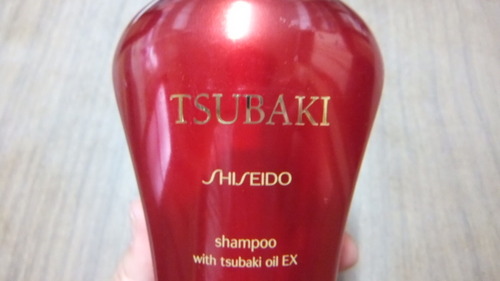 TSUBAKI
SHISEIDO
shampoo
with tsubaki oil EX